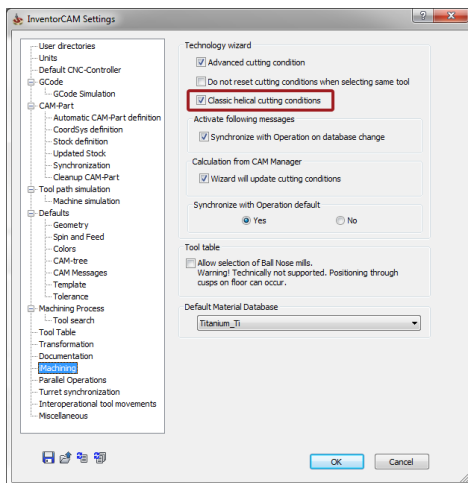 InventorCAM Settings
User directories
Units
Default CNC-Controller
GCode
GCode Simulation
CAM-Part
Automatic CAM-Part definition
CoordSys definition
Stock definition
Updated Stock
Synchronization
Cleanup CAM-Part
Tool path simulation
Machine simulation
Defaults
Geometry
Spin and Feed
Colors
CAM-tree
CAM Messages
Template
Tolerance
Machining Process
Tool search
Tool Table
Transformation
Documentation
iMachining
Parallel Operations
Turret synchronization
Interoperational tool movements
Miscellaneous
Technology wizard
Advanced cutting condition
Do not reset cutting conditions when selecting same tool
Classic helical cutting conditions
Activate following messages
Synchronize with Operation on database change
Calculation from CAM Manager
Wizard will update cutting conditions
Synchronize with Operation default
Yes No
Tool table
Allow selection of Ball Nose mills.
Warning! Technically not supported. Positioning through
cusps on floor can occur.
Default Material Database
Titanium_Ti
OK Cancel